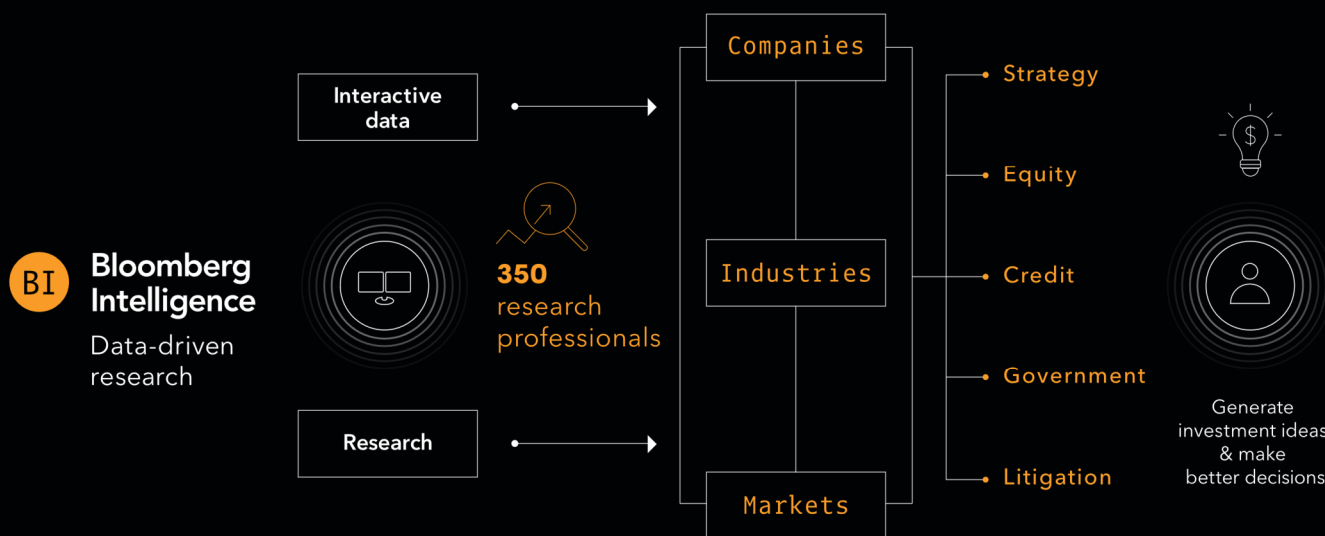 BI
Bloomberg
Intelligence
Data-driven
research
Interactive
data
350
research
professionals
Research
Companies
Industries
Markets
Strategy
Equity
Credit
Government
Litigation
$
Generate
investment ideas
& make
better decisions